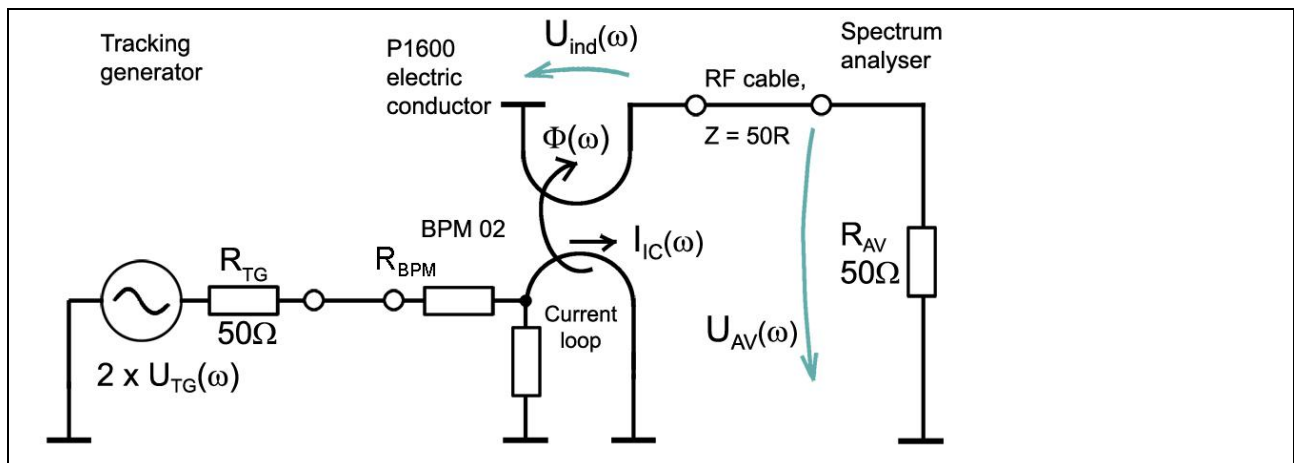 Tracking
generator
P1600
electric
conductor
U_ind(ω)
RF cable,
Z = 50R
Spectrum
analyser
Φ(ω)
BPM 02
I_IC(ω)
R_TG
50Ω
R_BPM
Current
loop
R_AV
50Ω
U_AV(ω)
2 x U_TG(ω)